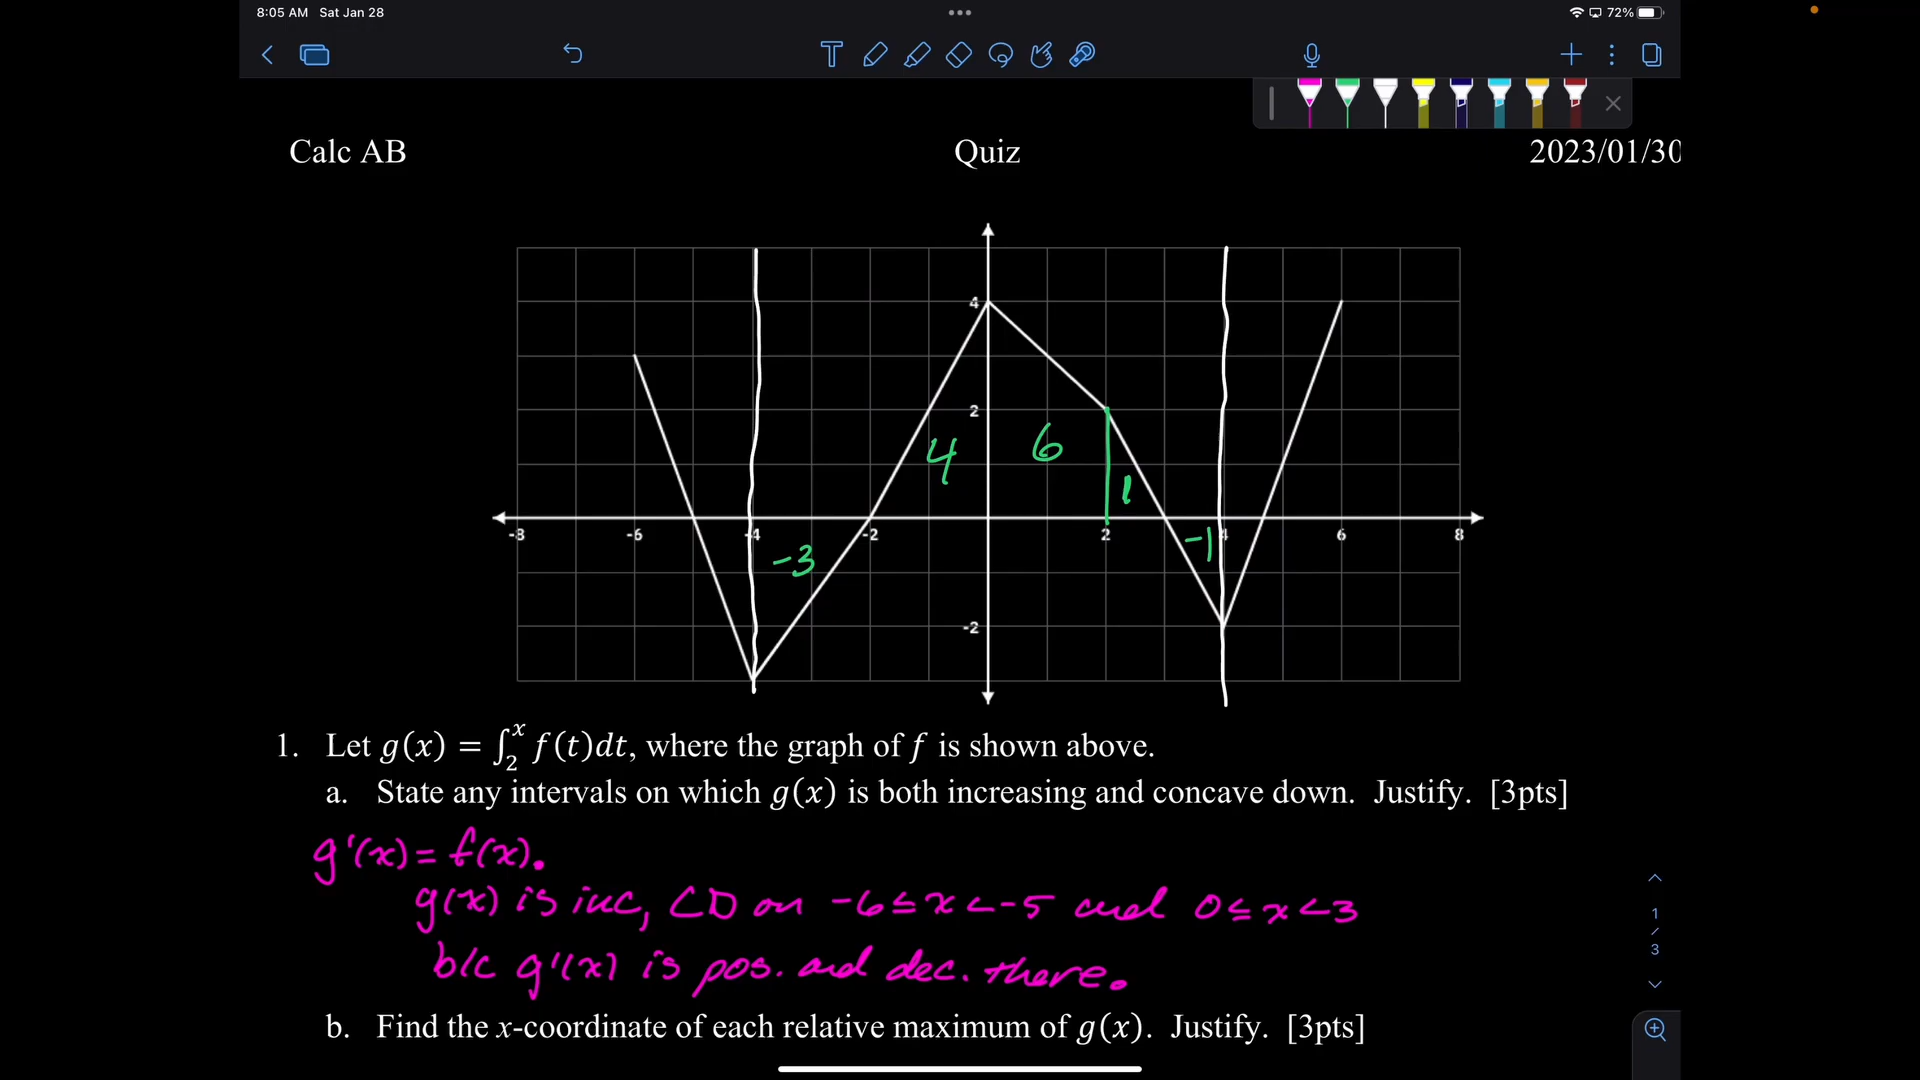 8:05 AM Sat Jan 28
72%
Calc AB Quiz 2023/01/30
4
2
4 6 1
-8 -6 -4 -2 2 4 6 8
-3 -1
-2
1. Let g(x) = ∫₂ˣ f(t)dt, where the graph of f is shown above.
a. State any intervals on which g(x) is both increasing and concave down. Justify. [3pts]
g'(x) = f(x).
g(x) is inc, CD on -6 ≤ x < -5 and 0 ≤ x < 3
b/c g'(x) is pos. and dec. there.
1
/
3
b. Find the x-coordinate of each relative maximum of g(x). Justify. [3pts]